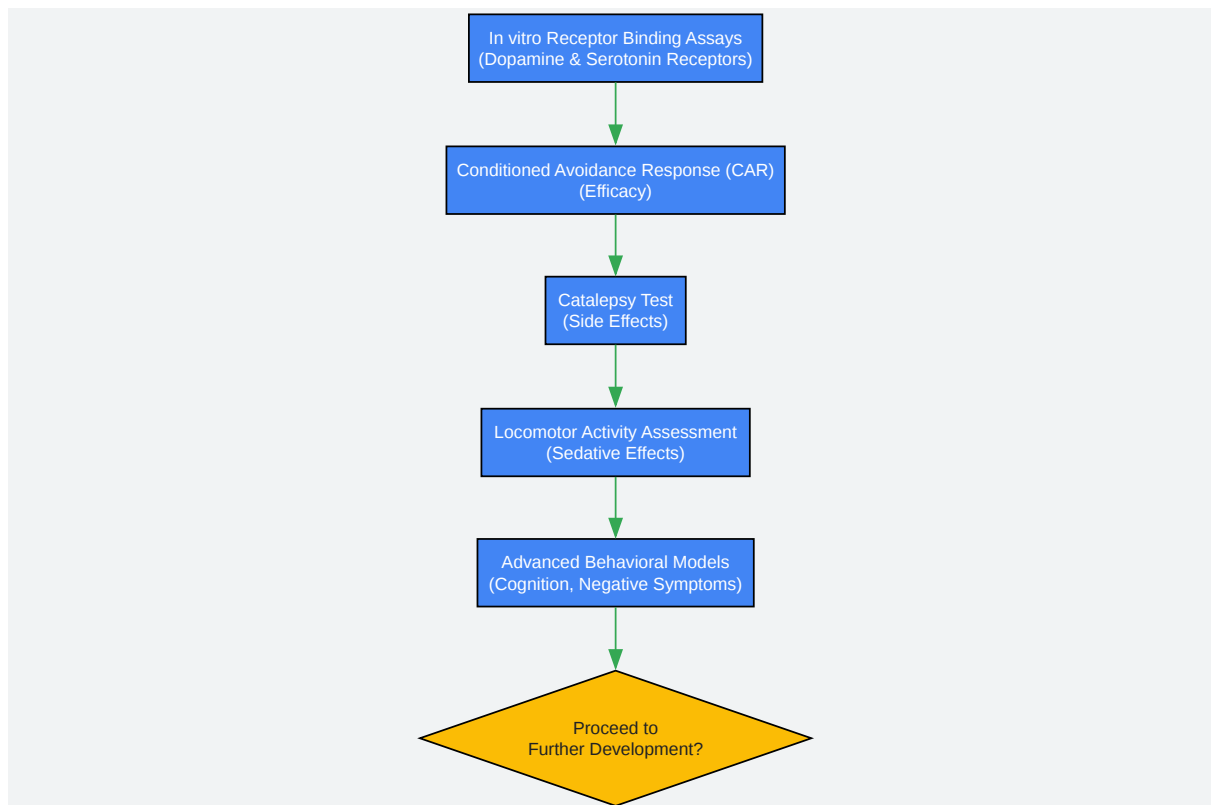 In vitro Receptor Binding Assays
(Dopamine & Serotonin Receptors)
Conditioned Avoidance Response (CAR)
(Efficacy)
Catalepsy Test
(Side Effects)
Locomotor Activity Assessment
(Sedative Effects)
Advanced Behavioral Models
(Cognition, Negative Symptoms)
Proceed to
Further Development?